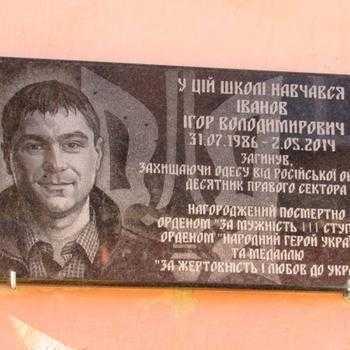 У ЦІЙ ШКОЛІ НАВЧАВСЯ
ІВАНОВ
ІГОР ВОЛОДИМИРОВИЧ
31.07.1986 - 2.05.2014
ЗАГИНУВ,
ЗАХИЩАЮЧИ ОДЕСУ ВІД РОСІЙСЬКОЇ
ДЕСЯТНИК ПРАВОГО СЕКТОРА
НАГОРОДЖЕНИЙ ПОСМЕРТНО
ОРДЕНОМ "ЗА МУЖНІСТЬ III СТУП
ОРДЕНОМ "НАРОДНИЙ ГЕРОЙ УКРА
ТА МЕДАЛЛЮ
"ЗА ЖЕРТОВНІСТЬ І ЛЮБОВ ДО УКР